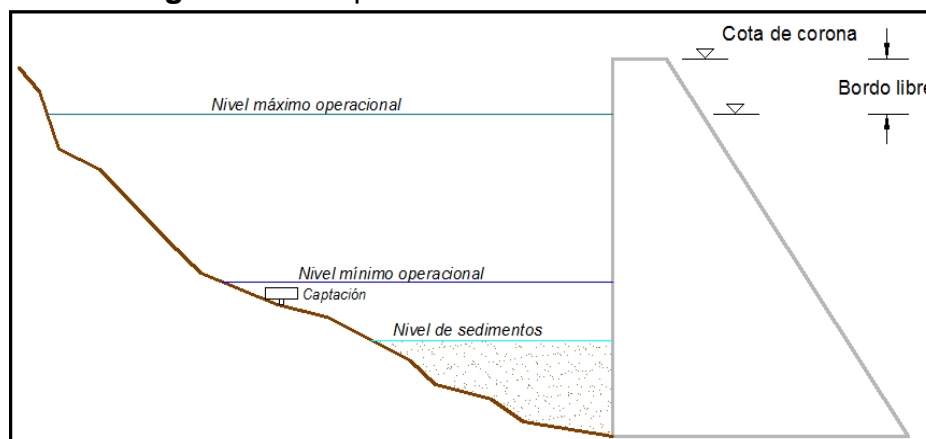 Cota de corona
Bordo libre
Nivel máximo operacional
Nivel mínimo operacional
Captación
Nivel de sedimentos